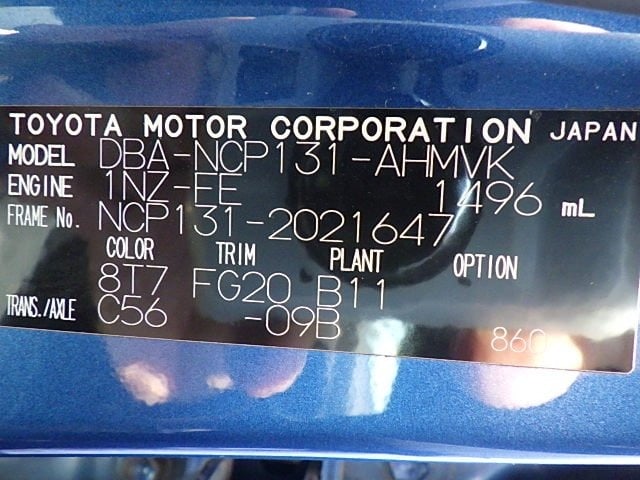 TOYOTA MOTOR CORPORATION JAPAN
MODEL DBA-NCP131-AHMVK
ENGINE 1NZ-FE 1496 mL
FRAME No. NCP131-2021647
COLOR TRIM PLANT OPTION
8T7 FG20 B11
TRANS./AXLE C56 -09B
860